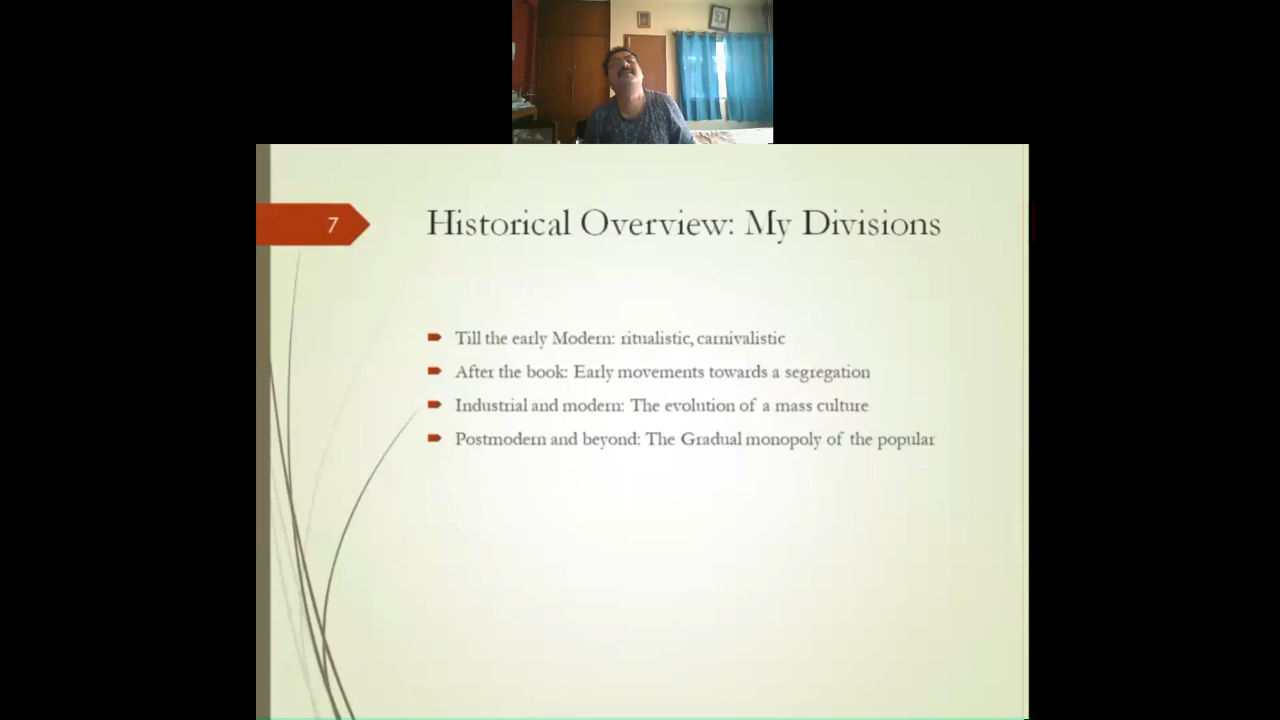 7
Historical Overview: My Divisions
Till the early Modern: ritualistic, carnivalistic
After the book: Early movements towards a segregation
Industrial and modern: The evolution of a mass culture
Postmodern and beyond: The Gradual monopoly of the popular